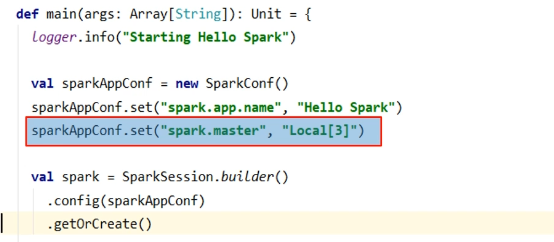 def main(args: Array[String]): Unit = {
logger.info("Starting Hello Spark")
val sparkAppConf = new SparkConf()
sparkAppConf.set("spark.app.name", "Hello Spark")
sparkAppConf.set("spark.master", "Local[3]")
val spark = SparkSession.builder()
.config(sparkAppConf)
.getOrCreate()